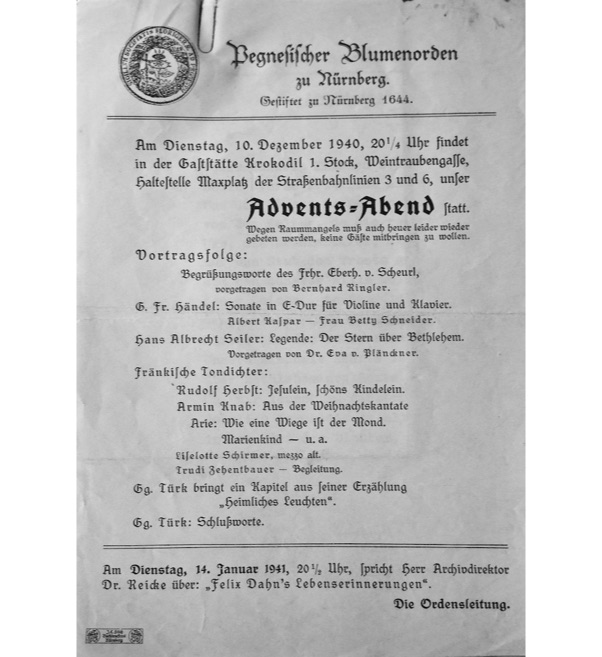 Pegnesischer Blumenorden
zu Nürnberg.
Gestiftet zu Nürnberg 1644.
Am Dienstag, 10. Dezember 1940, 20¹/₄ Uhr findet
in der Gaststätte Krokodil 1. Stock, Weintraubengasse,
Haltestelle Maxplatz der Straßenbahnlinien 3 und 6, unser
Advents=Abend statt.
Wegen Raummangels muß auch heuer leider wieder
gebeten werden, keine Gäste mitbringen zu wollen.
Vortragsfolge:
Begrüßungsworte des Frhr. Eberh. v. Scheurl,
vorgetragen von Bernhard Ringler.
G. Fr. Händel: Sonate in E-Dur für Violine und Klavier.
Albert Kaspar — Frau Betty Schneider.
Hans Albrecht Seiler: Legende: Der Stern über Bethlehem.
Vorgetragen von Dr. Eva v. Plänckner.
Fränkische Tondichter:
Rudolf Herbst: Jesulein, schöns Kindelein.
Armin Knab: Aus der Weihnachtskantate
Arie: Wie eine Wiege ist der Mond.
Marienkind — u. a.
Liselotte Schirmer, mezzo alt.
Trudi Zehentbauer — Begleitung.
Gg. Türk bringt ein Kapitel aus seiner Erzählung
„Heimliches Leuchten“.
Gg. Türk: Schlußworte.
Am Dienstag, 14. Januar 1941, 20¹/₂ Uhr, spricht Herr Archivdirektor
Dr. Reicke über: „Felix Dahn's Lebenserinnerungen“.
Die Ordensleitung.